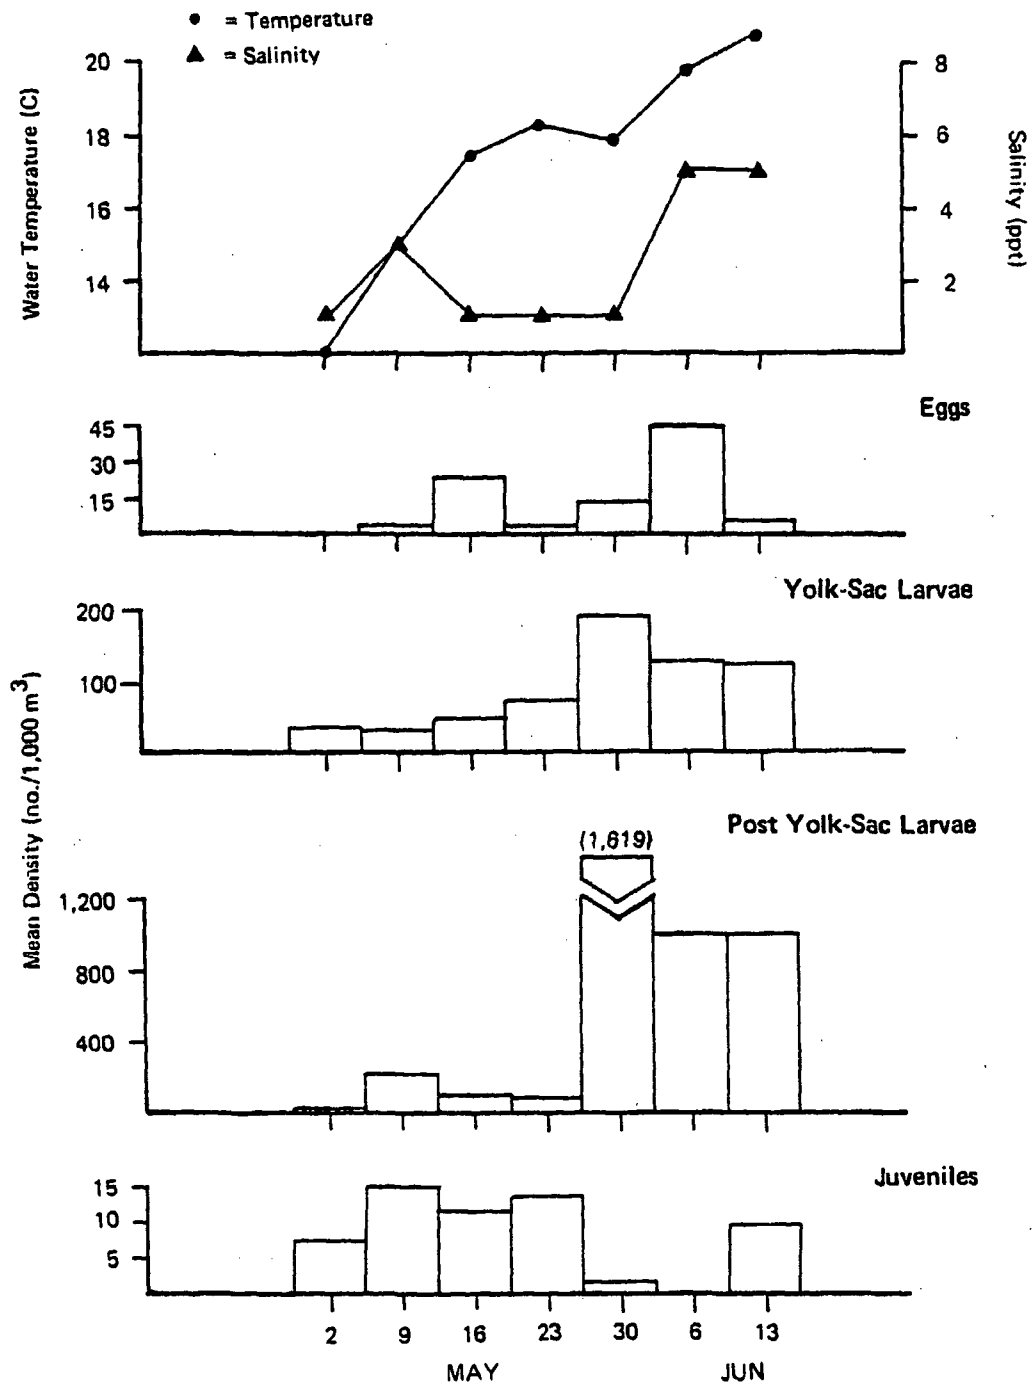 ● = Temperature
▲ = Salinity
Water Temperature (C)
20
18
16
14
Salinity (ppt)
8
6
4
2
Eggs
45
30
15
Yolk-Sac Larvae
200
100
Mean Density (no./1,000 m³)
Post Yolk-Sac Larvae
(1,619)
1,200
800
400
Juveniles
15
10
5
2 9 16 23 30 6 13
MAY JUN